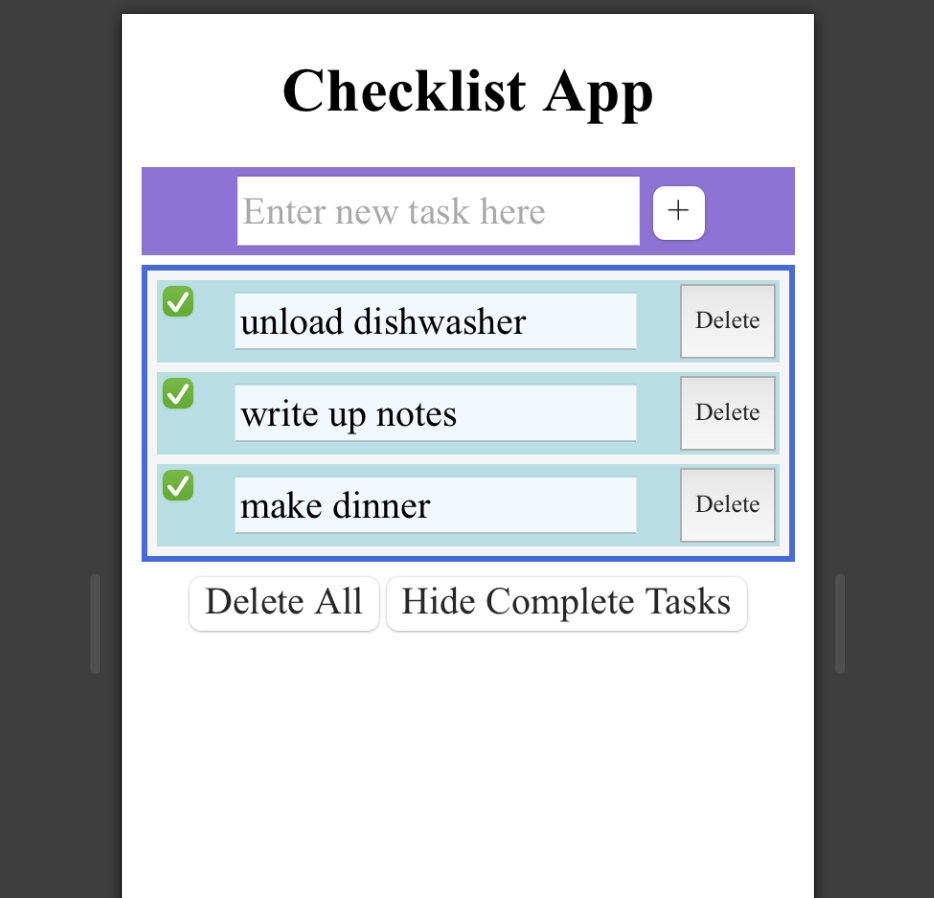 Checklist App
Enter new task here +
✅ unload dishwasher Delete
✅ write up notes Delete
✅ make dinner Delete
Delete All Hide Complete Tasks